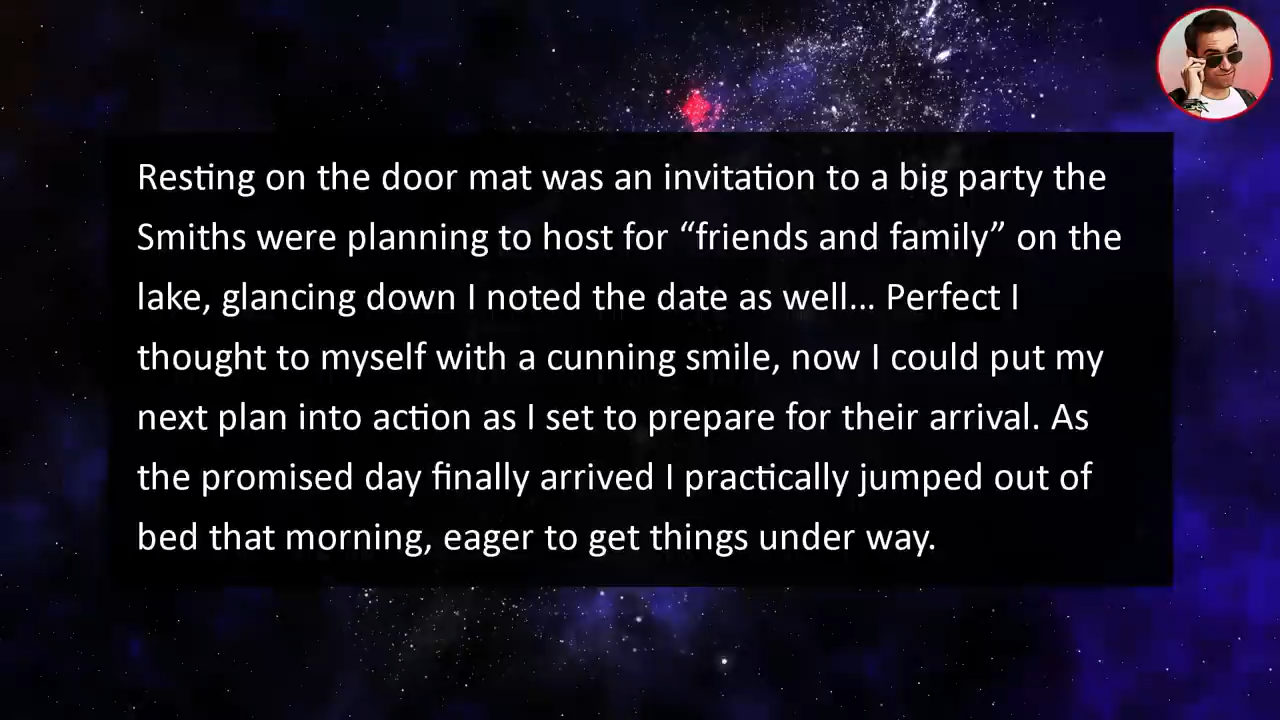 Resting on the door mat was an invitation to a big party the
Smiths were planning to host for “friends and family” on the
lake, glancing down I noted the date as well... Perfect I
thought to myself with a cunning smile, now I could put my
next plan into action as I set to prepare for their arrival. As
the promised day finally arrived I practically jumped out of
bed that morning, eager to get things under way.